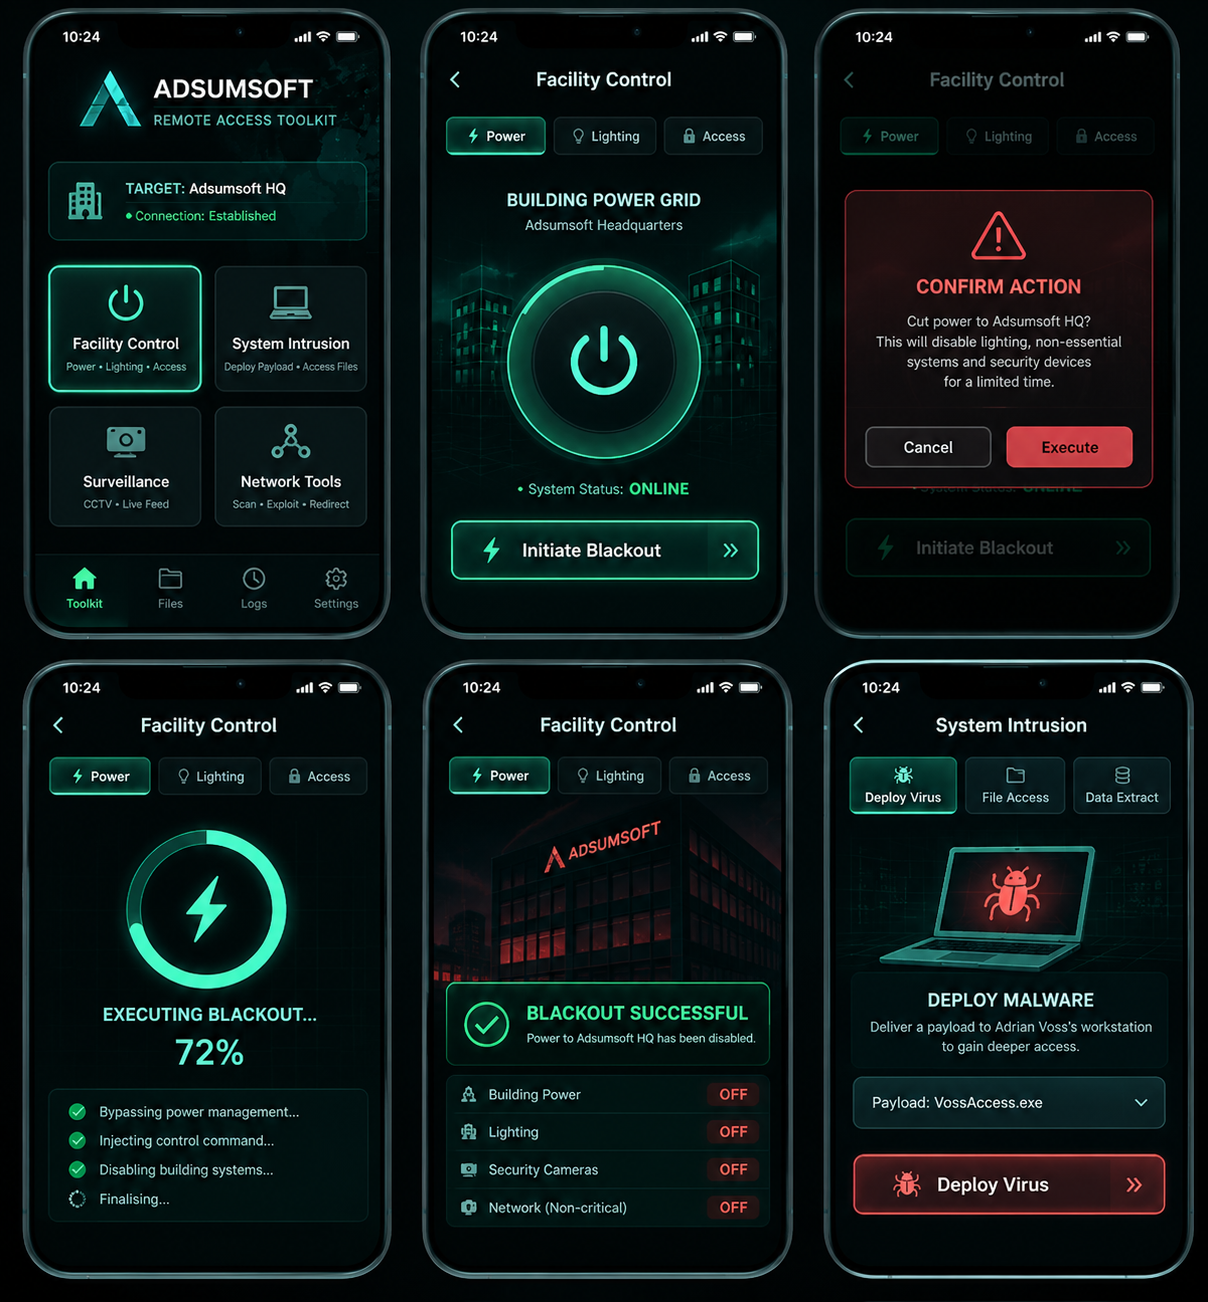 10:24
ADSUMSOFT
REMOTE ACCESS TOOLKIT
TARGET: Adsumsoft HQ
• Connection: Established
Facility Control
Power • Lighting • Access
System Intrusion
Deploy Payload • Access Files
Surveillance
CCTV • Live Feed
Network Tools
Scan • Exploit • Redirect
Toolkit
Files
Logs
Settings
10:24
Facility Control
Power
Lighting
Access
BUILDING POWER GRID
Adsumsoft Headquarters
• System Status: ONLINE
Initiate Blackout
10:24
Facility Control
Power
Lighting
Access
CONFIRM ACTION
Cut power to Adsumsoft HQ?
This will disable lighting, non-essential
systems and security devices
for a limited time.
Cancel
Execute
• System Status: ONLINE
Initiate Blackout
10:24
Facility Control
Power
Lighting
Access
EXECUTING BLACKOUT...
72%
Bypassing power management...
Injecting control command...
Disabling building systems...
Finalising...
10:24
Facility Control
Power
Lighting
Access
ADSUMSOFT
BLACKOUT SUCCESSFUL
Power to Adsumsoft HQ has been disabled.
Building Power OFF
Lighting OFF
Security Cameras OFF
Network (Non-critical) OFF
10:24
System Intrusion
Deploy Virus
File Access
Data Extract
DEPLOY MALWARE
Deliver a payload to Adrian Voss's workstation
to gain deeper access.
Payload: VossAccess.exe
Deploy Virus